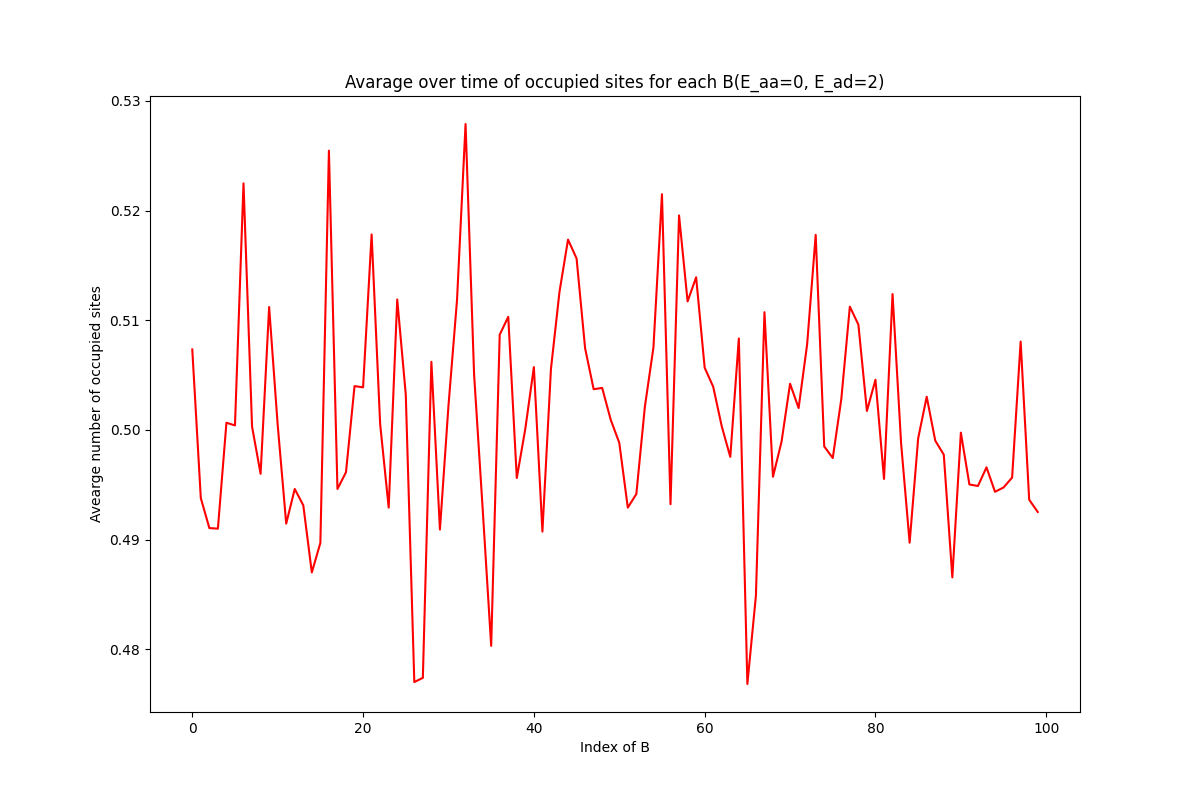 Avarage over time of occupied sites for each B(E_aa=0, E_ad=2)
0.53
0.52
0.51
0.50
0.49
0.48
Avearge number of occupied sites
0 20 40 60 80 100
Index of B